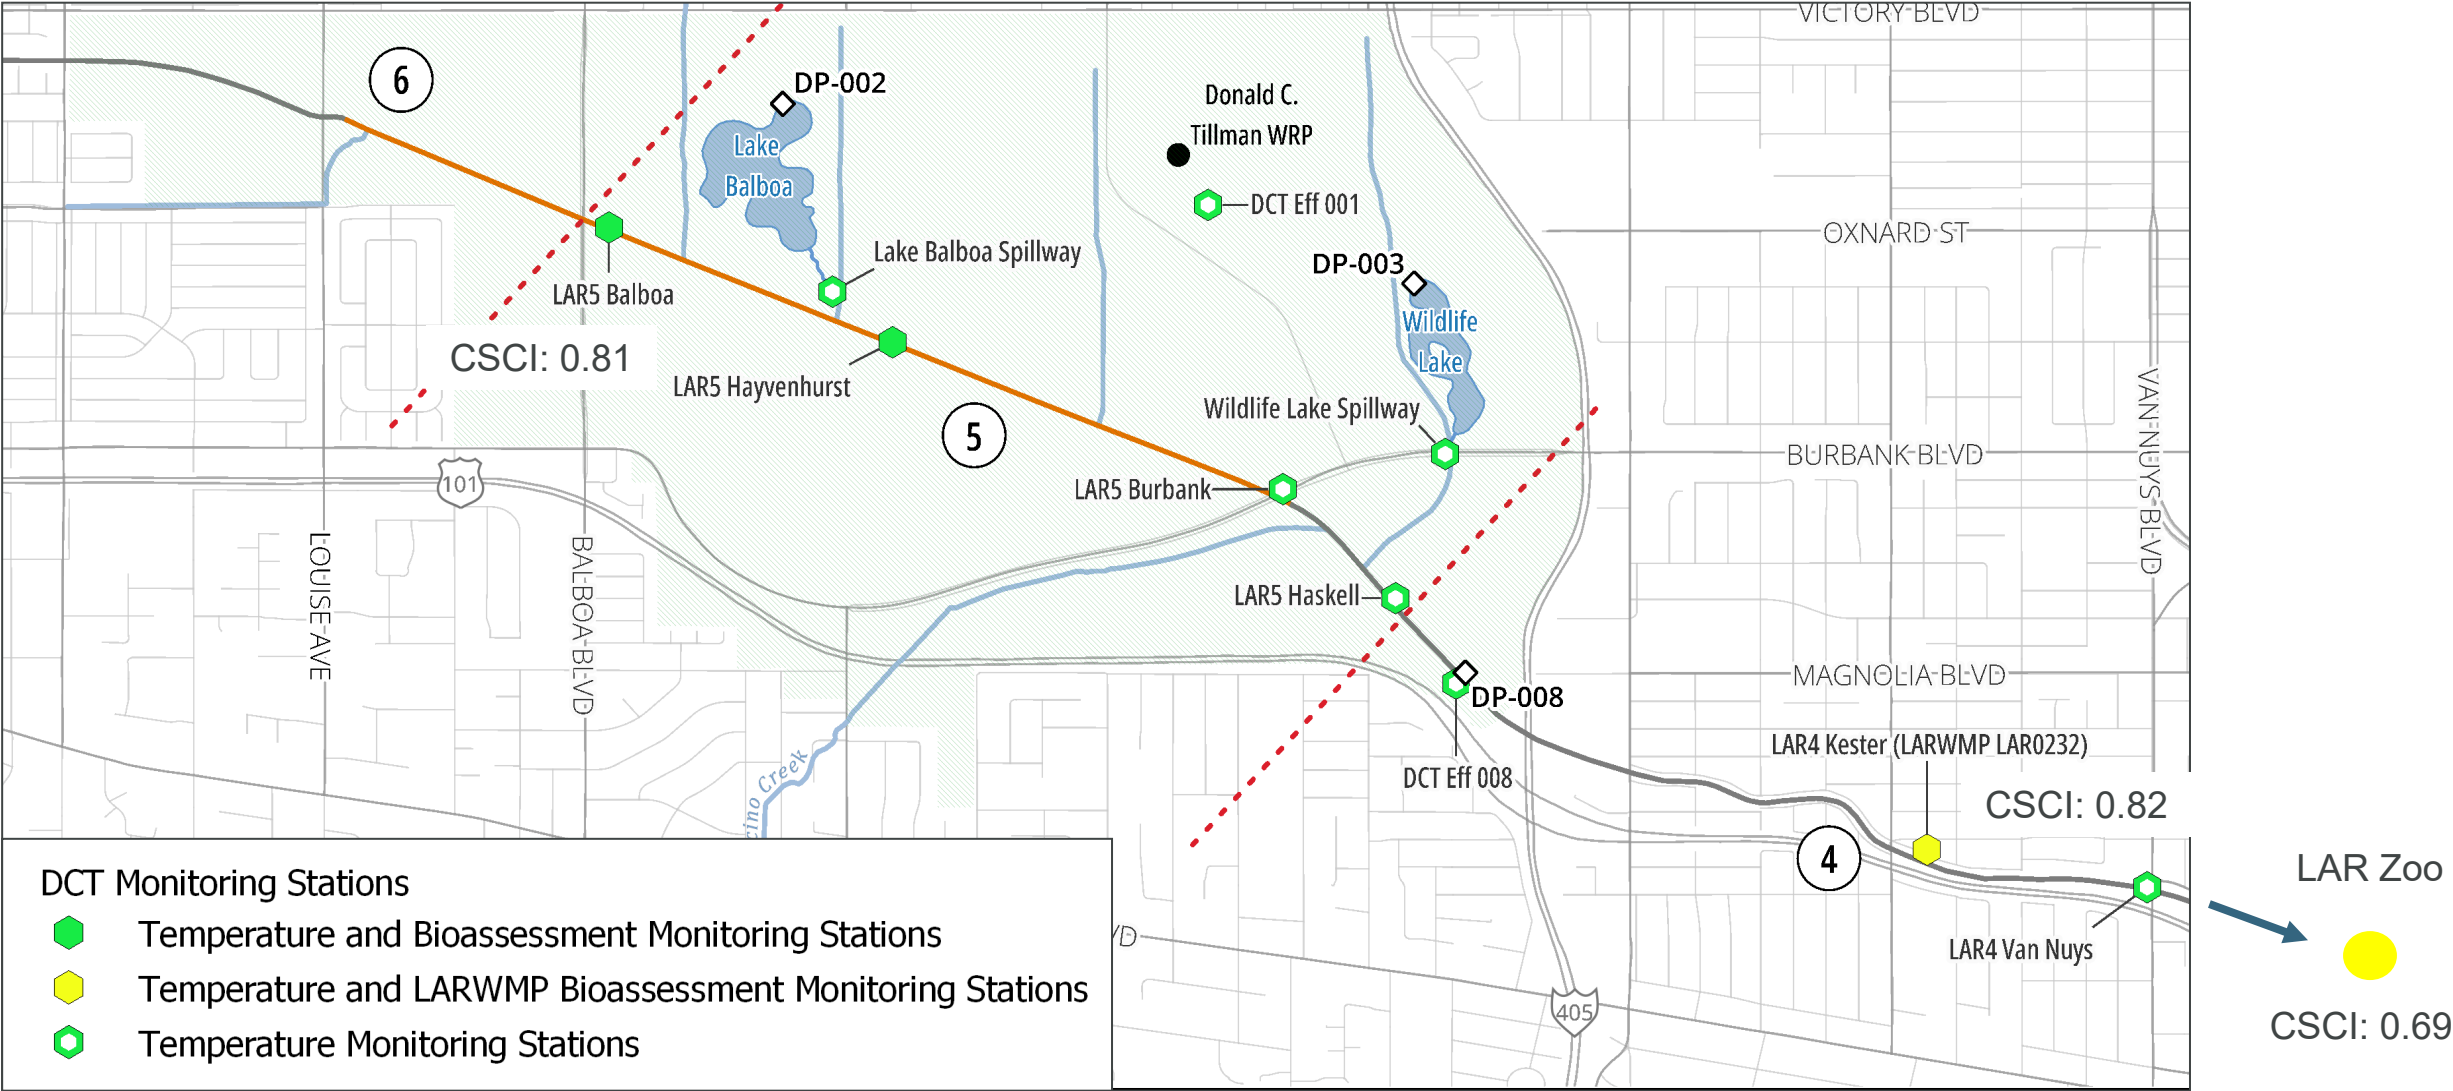 VICTORY BLVD
6
DP-002
Lake
Balboa
Donald C.
Tillman WRP
DCT Eff 001
OXNARD ST
Lake Balboa Spillway
DP-003
LAR5 Balboa
Wildlife
Lake
CSCI: 0.81
LAR5 Hayvenhurst
Wildlife Lake Spillway
5
BURBANK BLVD
VAN NUYS BLVD
101
LAR5 Burbank
LOUISE AVE
BALBOA BLVD
LAR5 Haskell
MAGNOLIA BLVD
DP-008
LAR4 Kester (LARWMP LAR0232)
DCT Eff 008
cino Creek
CSCI: 0.82
4
LAR Zoo
LAR4 Van Nuys
VD
405
CSCI: 0.69
DCT Monitoring Stations
Temperature and Bioassessment Monitoring Stations
Temperature and LARWMP Bioassessment Monitoring Stations
Temperature Monitoring Stations